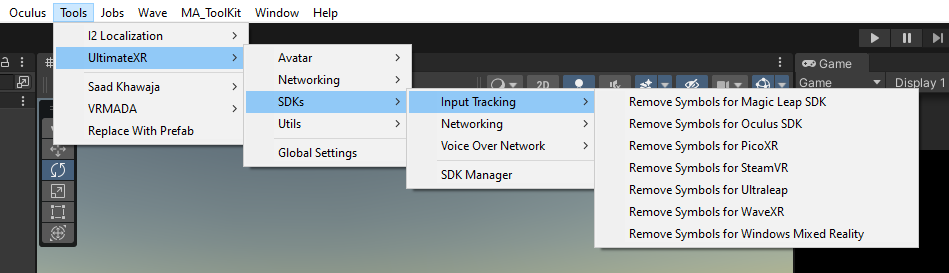 Oculus Tools Jobs Wave MA_ToolKit Window Help
I2 Localization
UltimateXR
Saad Khawaja
VRMADA
Replace With Prefab
Avatar
Networking
SDKs
Utils
Global Settings
Input Tracking
Networking
Voice Over Network
SDK Manager
Remove Symbols for Magic Leap SDK
Remove Symbols for Oculus SDK
Remove Symbols for PicoXR
Remove Symbols for SteamVR
Remove Symbols for Ultraleap
Remove Symbols for WaveXR
Remove Symbols for Windows Mixed Reality
2D
Game
Game Display 1